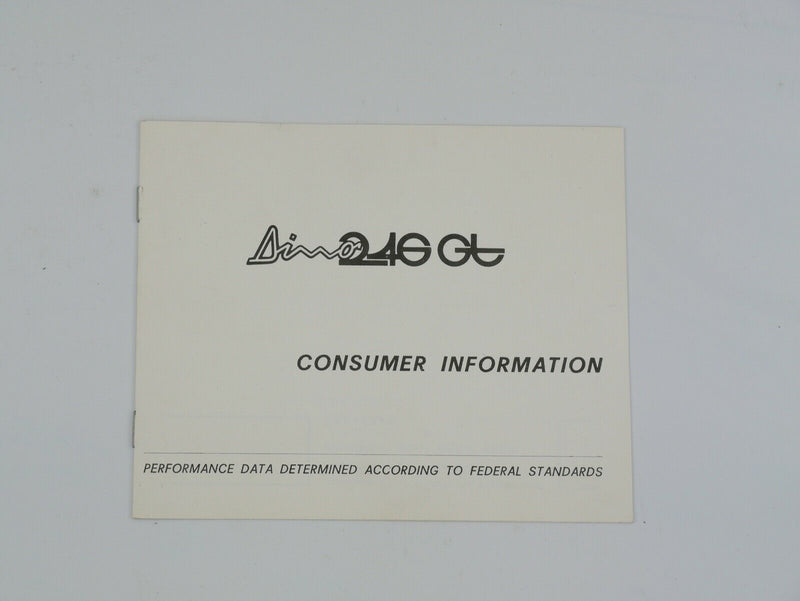 Dino 246 GT
CONSUMER INFORMATION
PERFORMANCE DATA DETERMINED ACCORDING TO FEDERAL STANDARDS